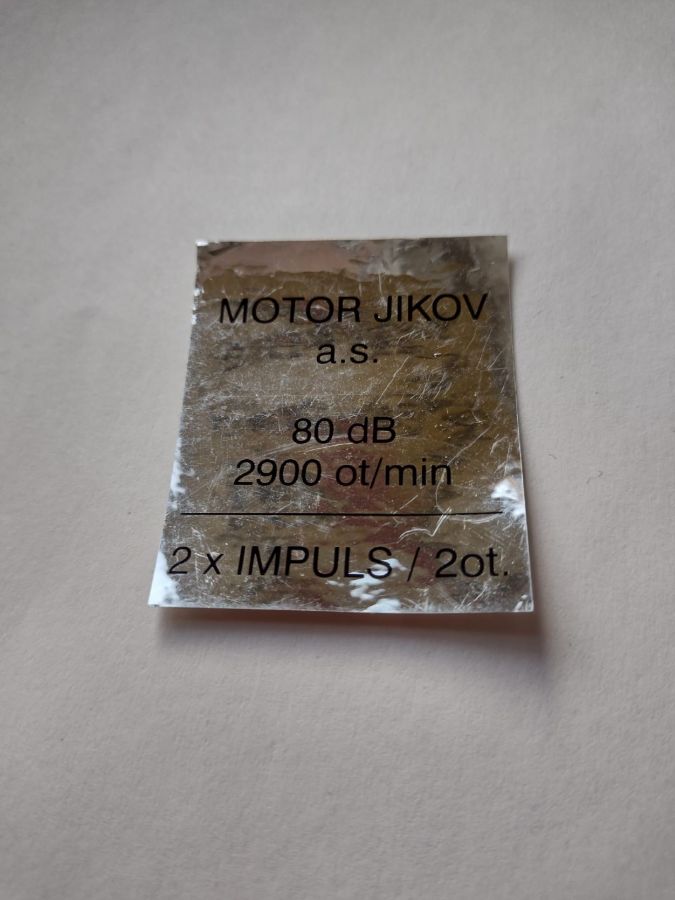 MOTOR JIKOV
a.s.
80 dB
2900 ot/min
2 x IMPULS / 2ot.